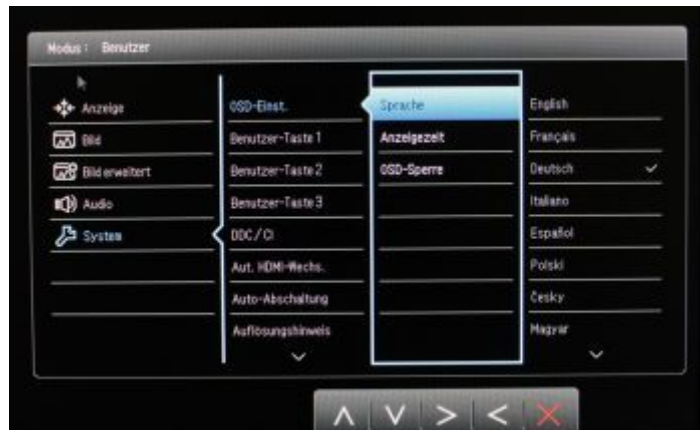 Modus: Benutzer
Anzeige
Bild
Bild erweitert
Audio
System
OSD-Einst.
Benutzer-Taste 1
Benutzer-Taste 2
Benutzer-Taste 3
DDC/CI
Aut. HDMI-Wechs.
Auto-Abschaltung
Auflösungshinweis
Sprache
Anzeigezeit
OSD-Sperre
English
Français
Deutsch
Italiano
Español
Polski
Česky
Magyar